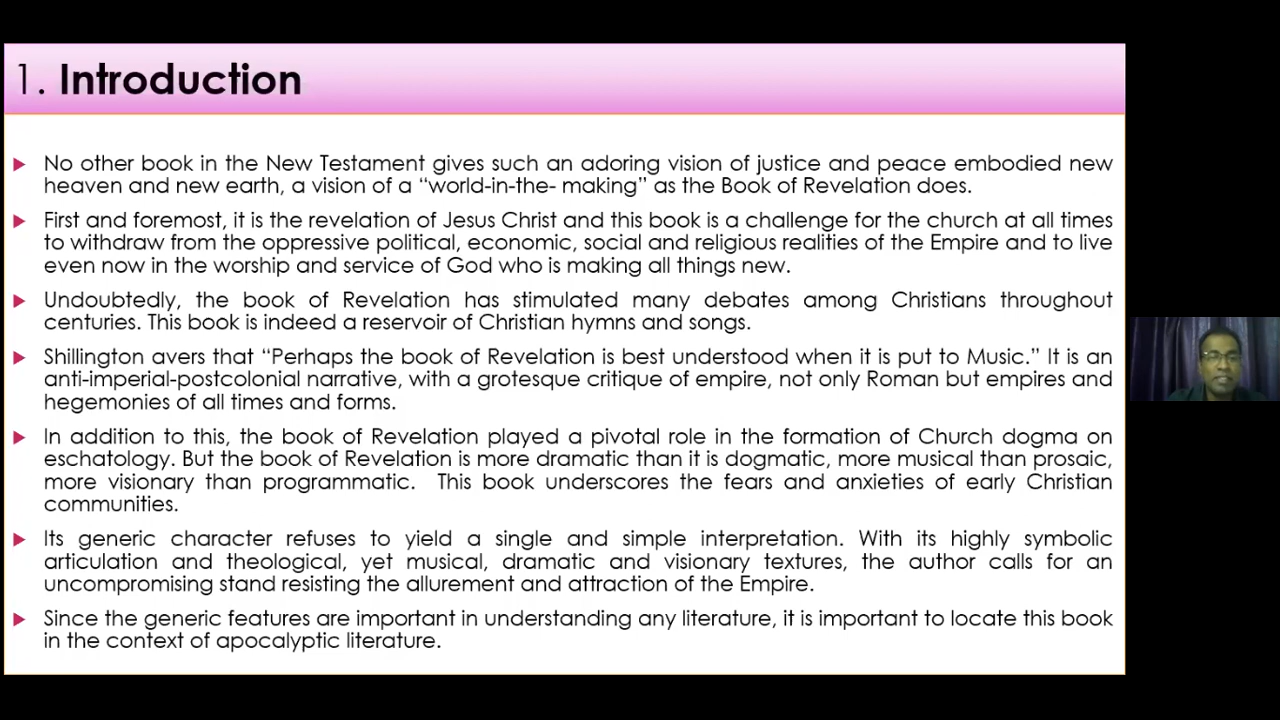 1. Introduction
No other book in the New Testament gives such an adoring vision of justice and peace embodied new
heaven and new earth, a vision of a “world-in-the- making” as the Book of Revelation does.
First and foremost, it is the revelation of Jesus Christ and this book is a challenge for the church at all times
to withdraw from the oppressive political, economic, social and religious realities of the Empire and to live
even now in the worship and service of God who is making all things new.
Undoubtedly, the book of Revelation has stimulated many debates among Christians throughout
centuries. This book is indeed a reservoir of Christian hymns and songs.
Shillington avers that “Perhaps the book of Revelation is best understood when it is put to Music.” It is an
anti-imperial-postcolonial narrative, with a grotesque critique of empire, not only Roman but empires and
hegemonies of all times and forms.
In addition to this, the book of Revelation played a pivotal role in the formation of Church dogma on
eschatology. But the book of Revelation is more dramatic than it is dogmatic, more musical than prosaic,
more visionary than programmatic.  This book underscores the fears and anxieties of early Christian
communities.
Its generic character refuses to yield a single and simple interpretation. With its highly symbolic
articulation and theological, yet musical, dramatic and visionary textures, the author calls for an
uncompromising stand resisting the allurement and attraction of the Empire.
Since the generic features are important in understanding any literature, it is important to locate this book
in the context of apocalyptic literature.